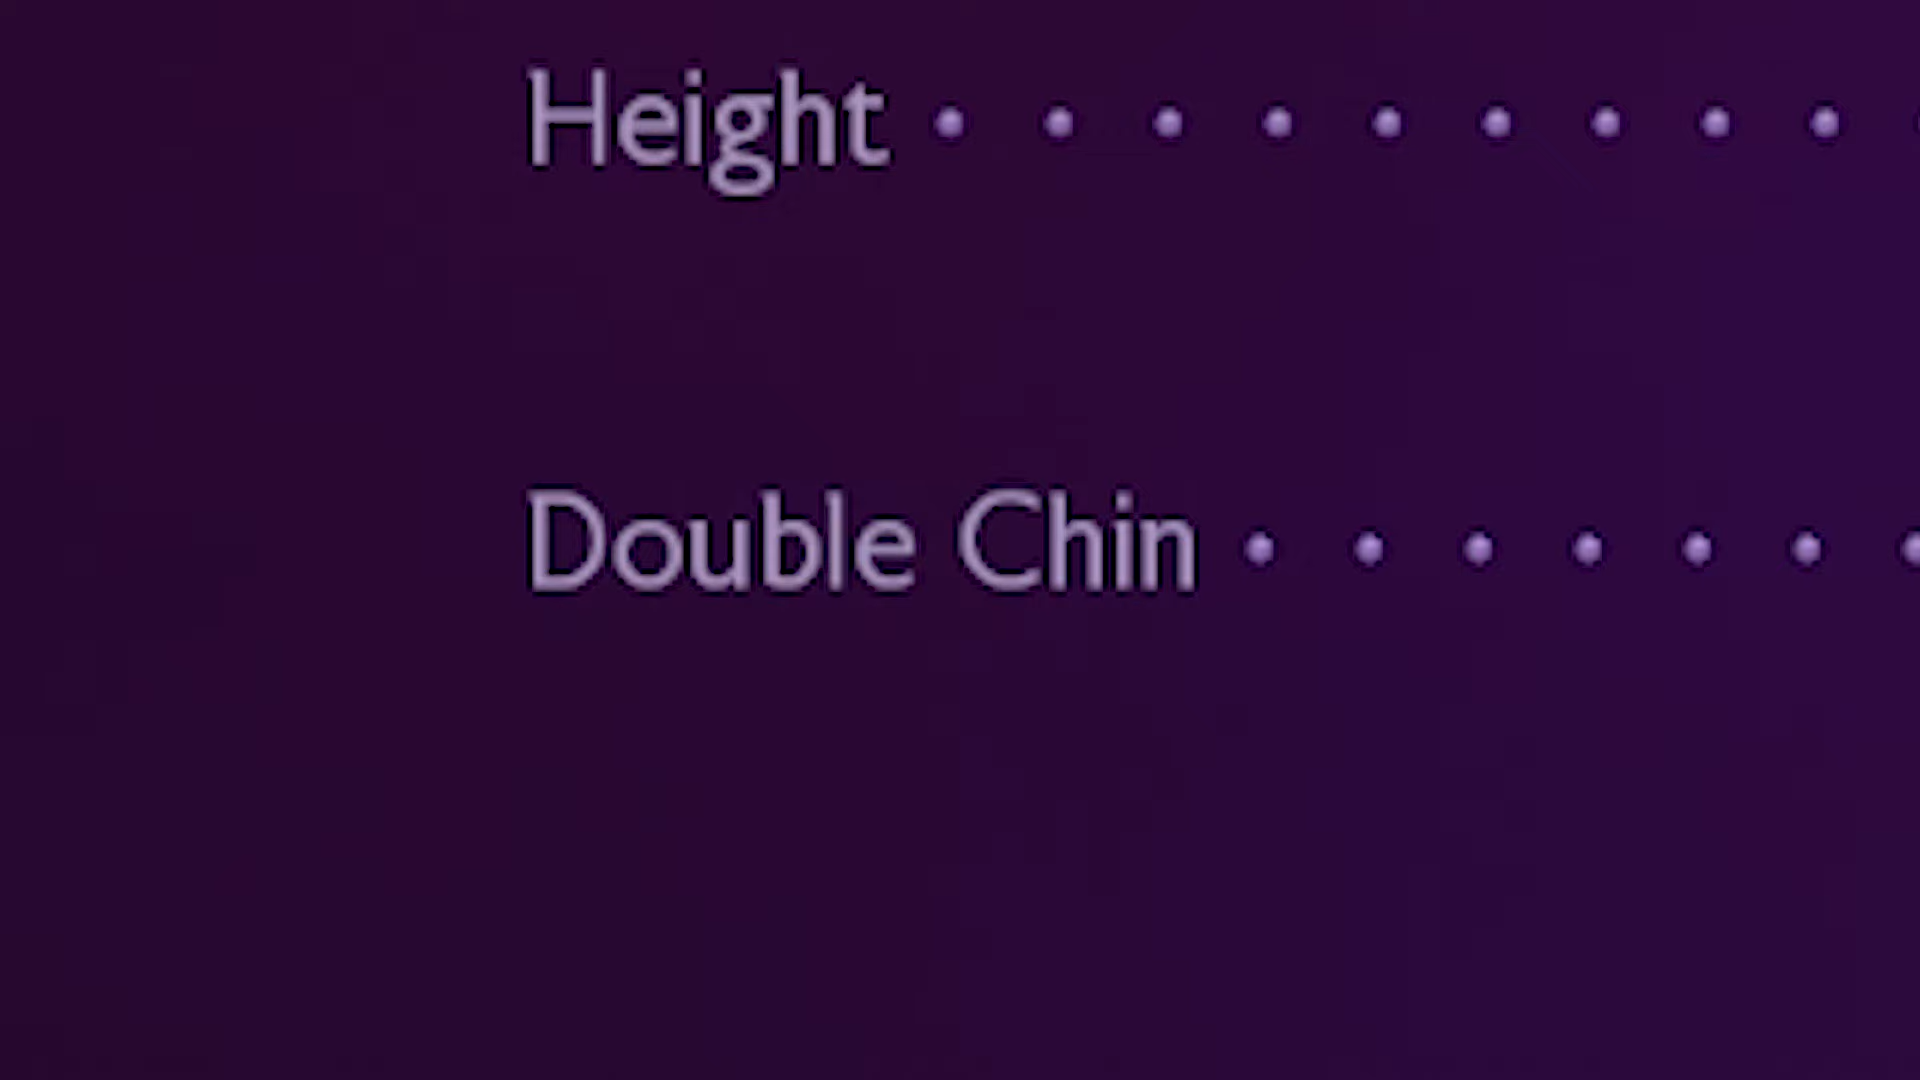 Height . . . . . . . . .
Double Chin . . . . . . .